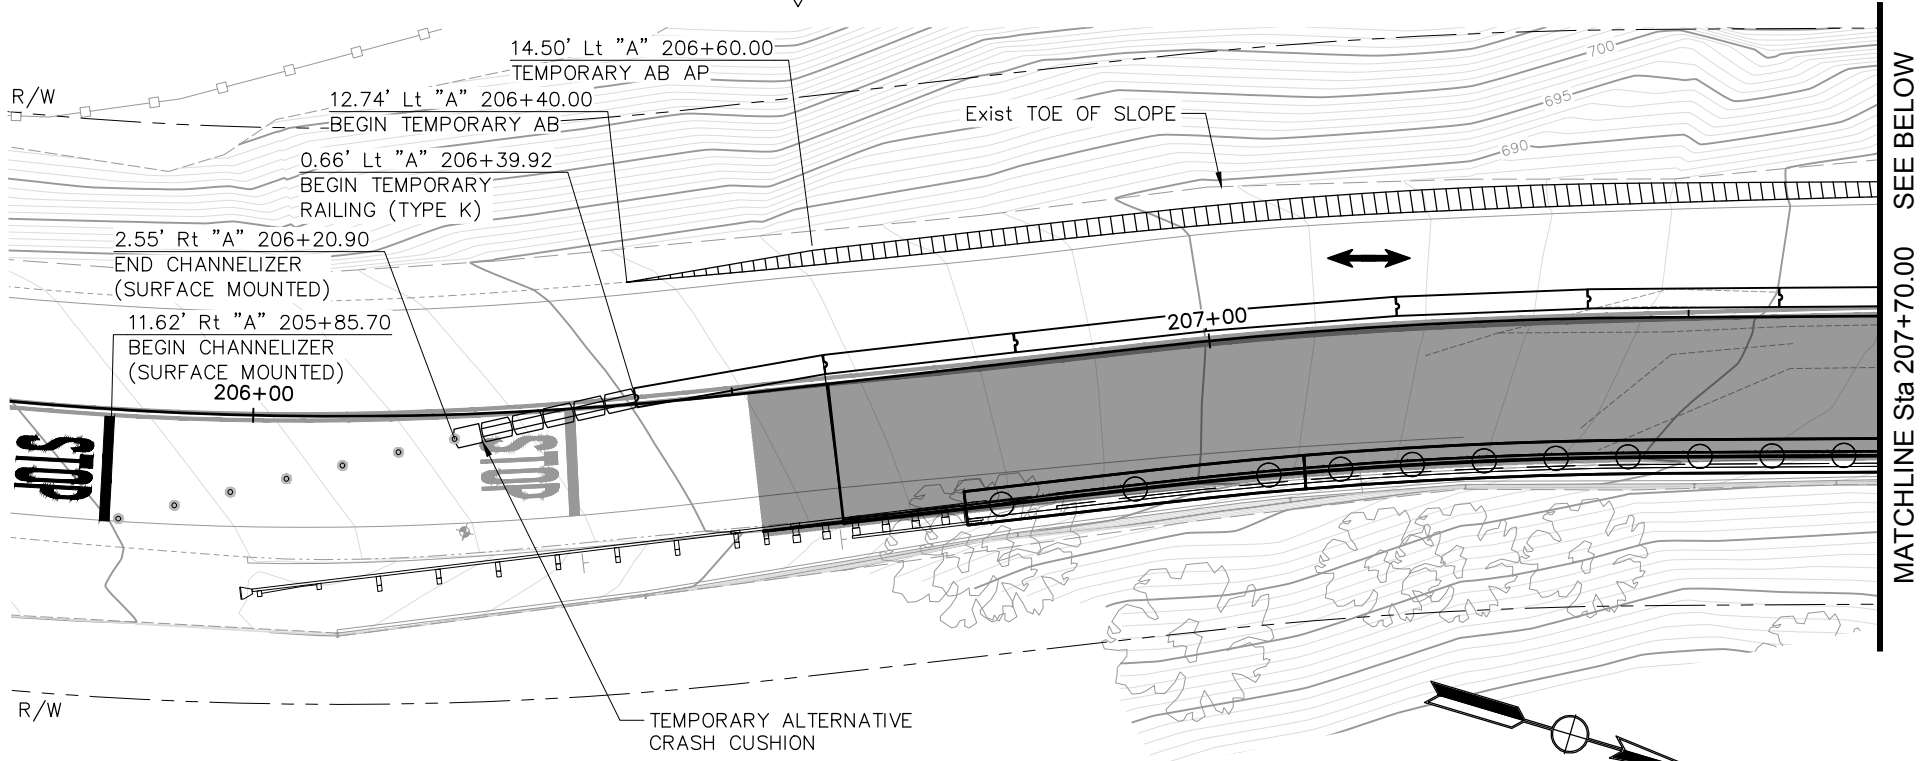 14.50' Lt "A" 206+60.00
TEMPORARY AB AP
R/W
12.74' Lt "A" 206+40.00
BEGIN TEMPORARY AB
Exist TOE OF SLOPE
700
695
690
0.66' Lt "A" 206+39.92
BEGIN TEMPORARY
RAILING (TYPE K)
2.55' Rt "A" 206+20.90
END CHANNELIZER
(SURFACE MOUNTED)
11.62' Rt "A" 205+85.70
BEGIN CHANNELIZER
(SURFACE MOUNTED)
206+00
207+00
STOP
STOP
R/W
TEMPORARY ALTERNATIVE
CRASH CUSHION
MATCHLINE Sta 207+70.00 SEE BELOW